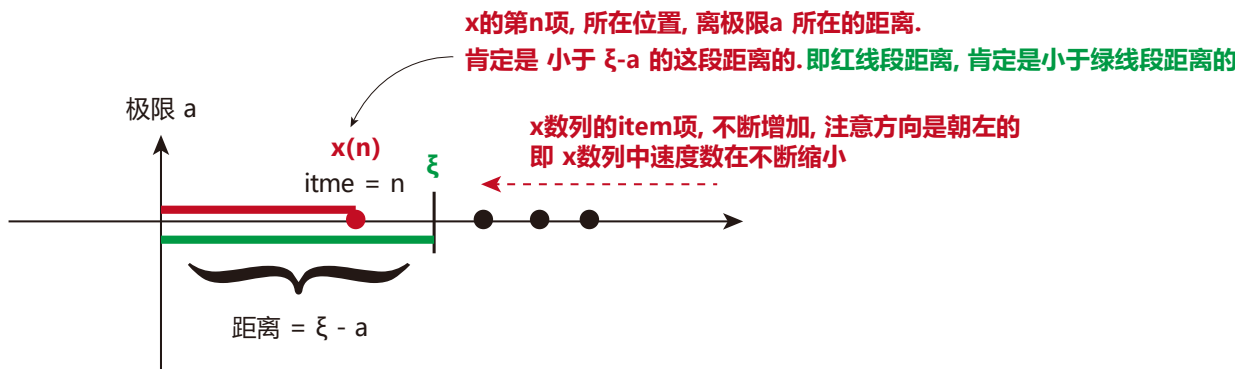 x的第n项, 所在位置, 离极限a 所在的距离.
肯定是 小于 ξ-a 的这段距离的. 即红线段距离, 肯定是小于绿线段距离的
极限 a
x数列的item项, 不断增加, 注意方向是朝左的
即 x数列中速度数在不断缩小
x(n)
ξ
itme = n
距离 = ξ - a